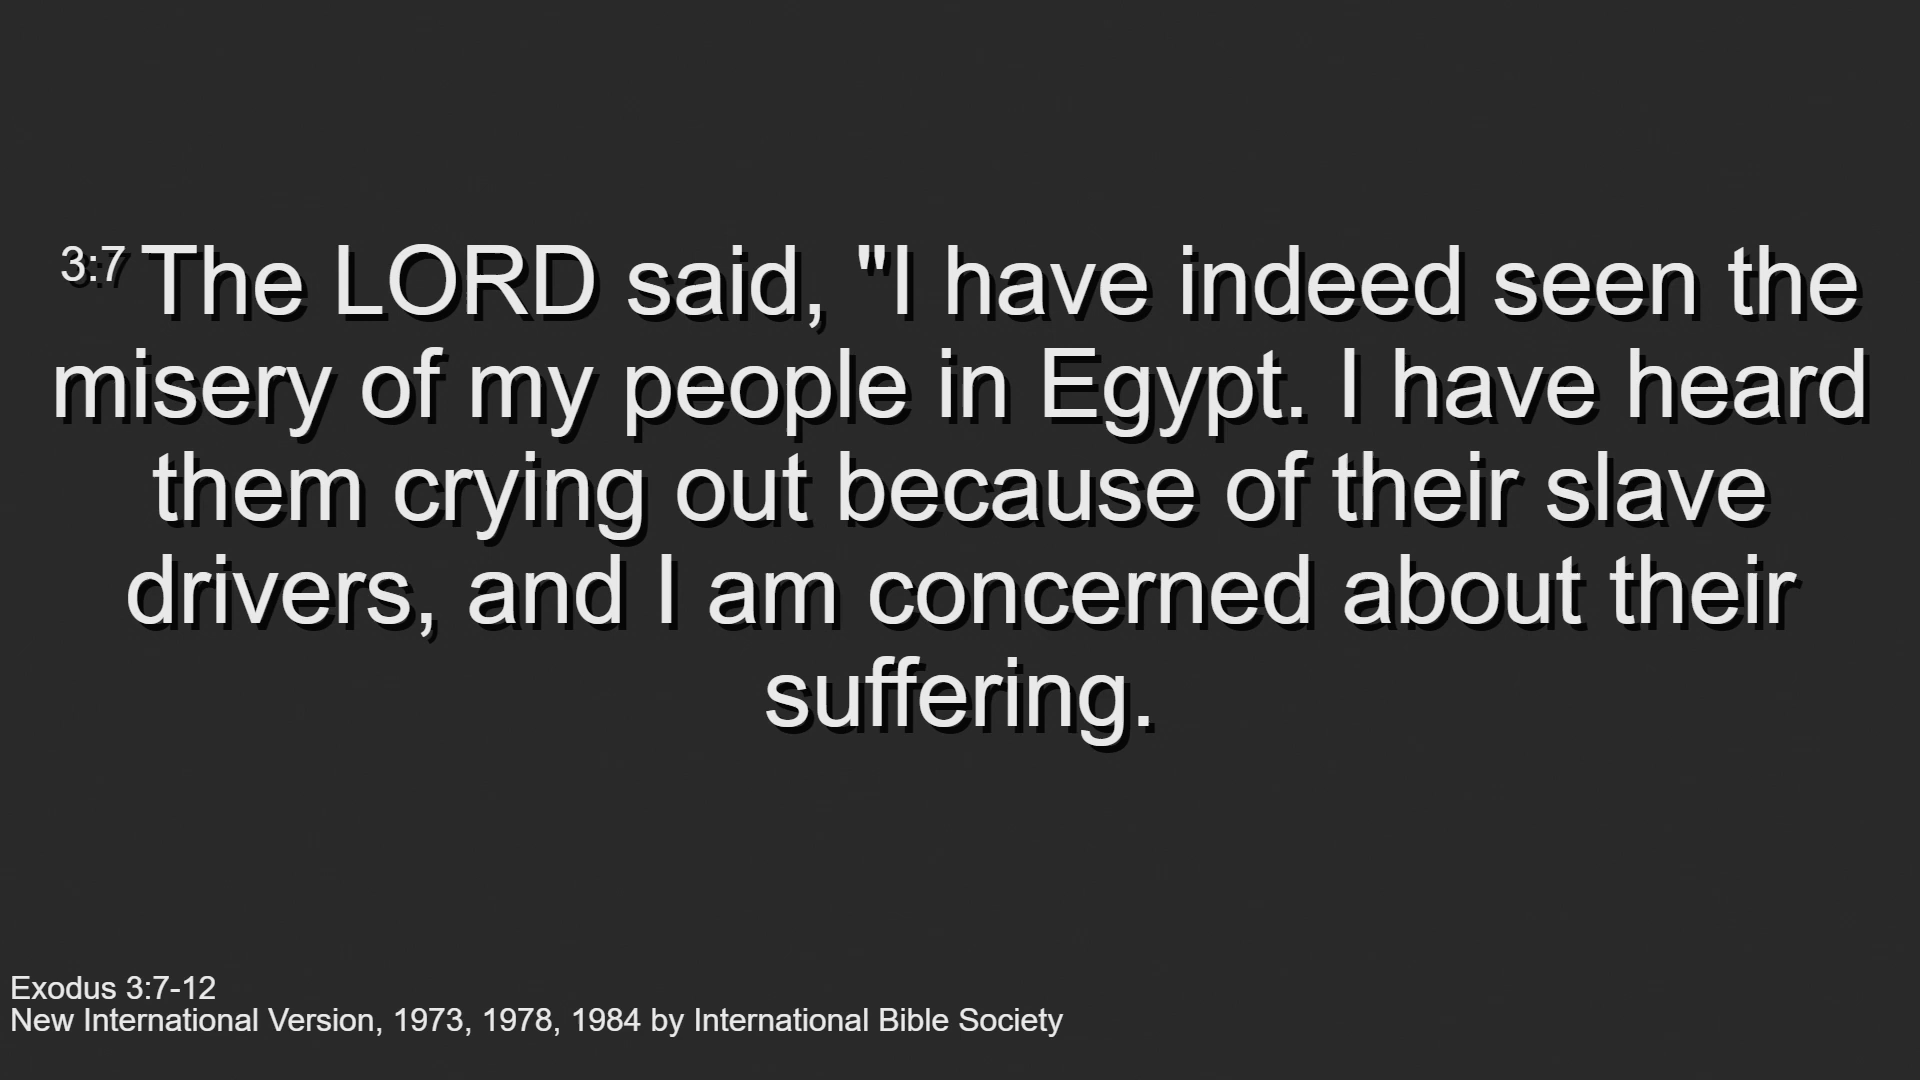 3:7 The LORD said, "I have indeed seen the
misery of my people in Egypt. I have heard
them crying out because of their slave
drivers, and I am concerned about their
suffering.
Exodus 3:7-12
New International Version, 1973, 1978, 1984 by International Bible Society